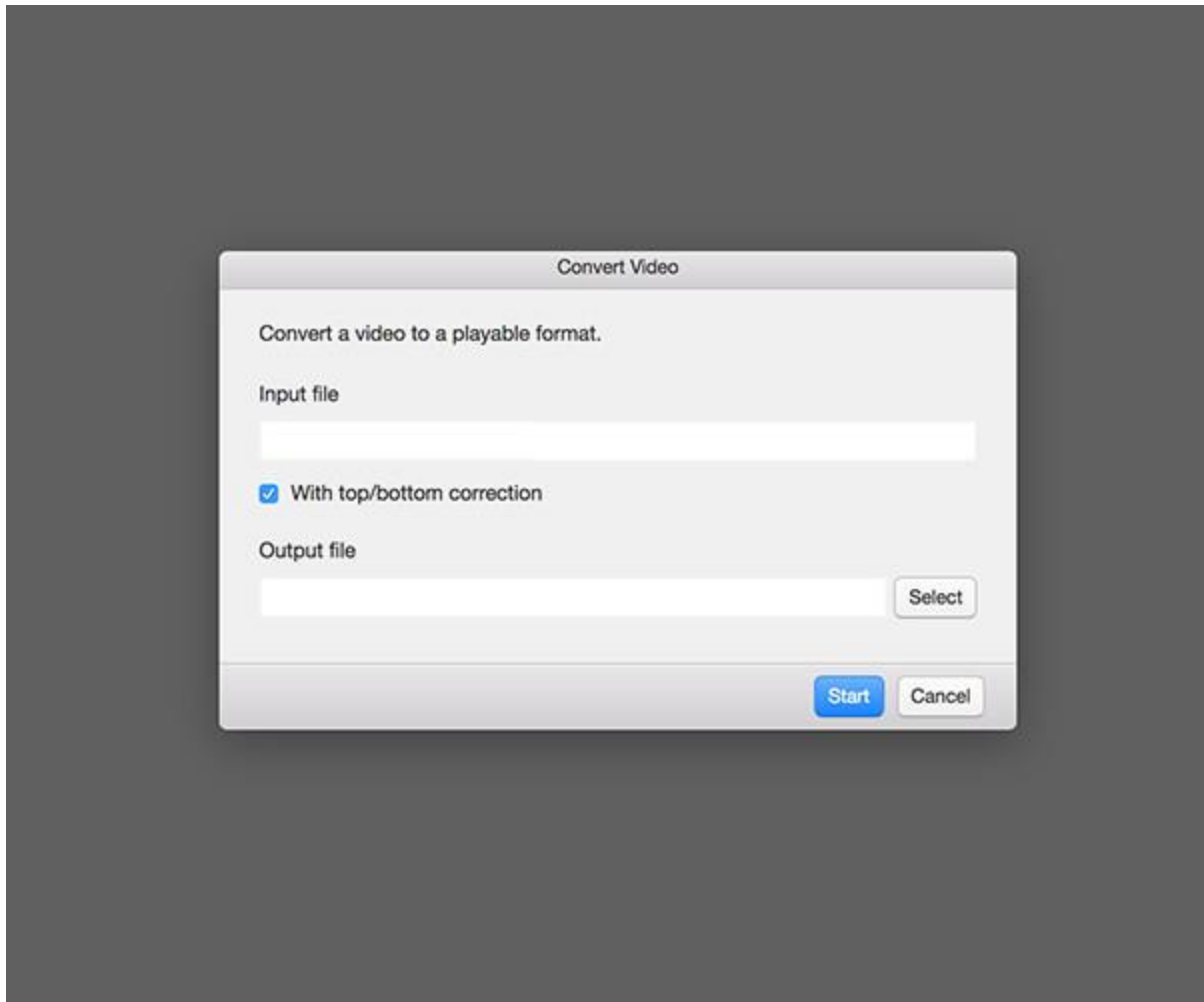 Convert Video
Convert a video to a playable format.
Input file
With top/bottom correction
Output file
Select
Start Cancel